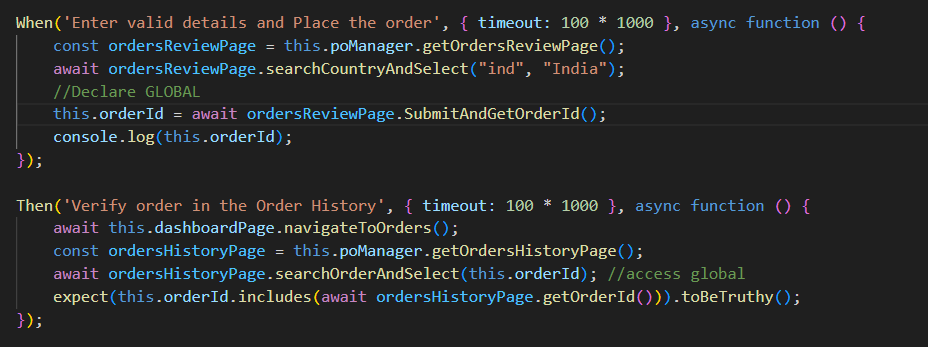 When('Enter valid details and Place the order', { timeout: 100 * 1000 }, async function () {
    const ordersReviewPage = this.poManager.getOrdersReviewPage();
    await ordersReviewPage.searchCountryAndSelect("ind", "India");
    //Declare GLOBAL
    this.orderId = await ordersReviewPage.SubmitAndGetOrderId();
    console.log(this.orderId);
});

Then('Verify order in the Order History', { timeout: 100 * 1000 }, async function () {
    await this.dashboardPage.navigateToOrders();
    const ordersHistoryPage = this.poManager.getOrdersHistoryPage();
    await ordersHistoryPage.searchOrderAndSelect(this.orderId); //access global
    expect(this.orderId.includes(await ordersHistoryPage.getOrderId())).toBeTruthy();
});